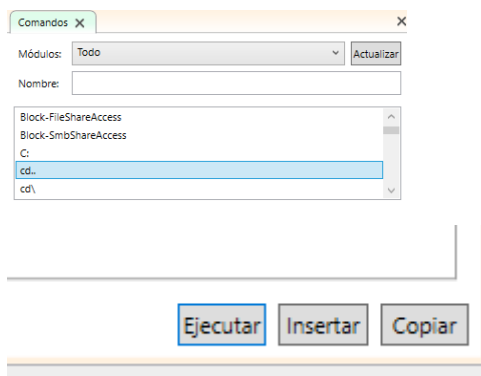 Comandos
Módulos: Todo Actualizar
Nombre:
Block-FileShareAccess
Block-SmbShareAccess
C:
cd..
cd\
Ejecutar Insertar Copiar